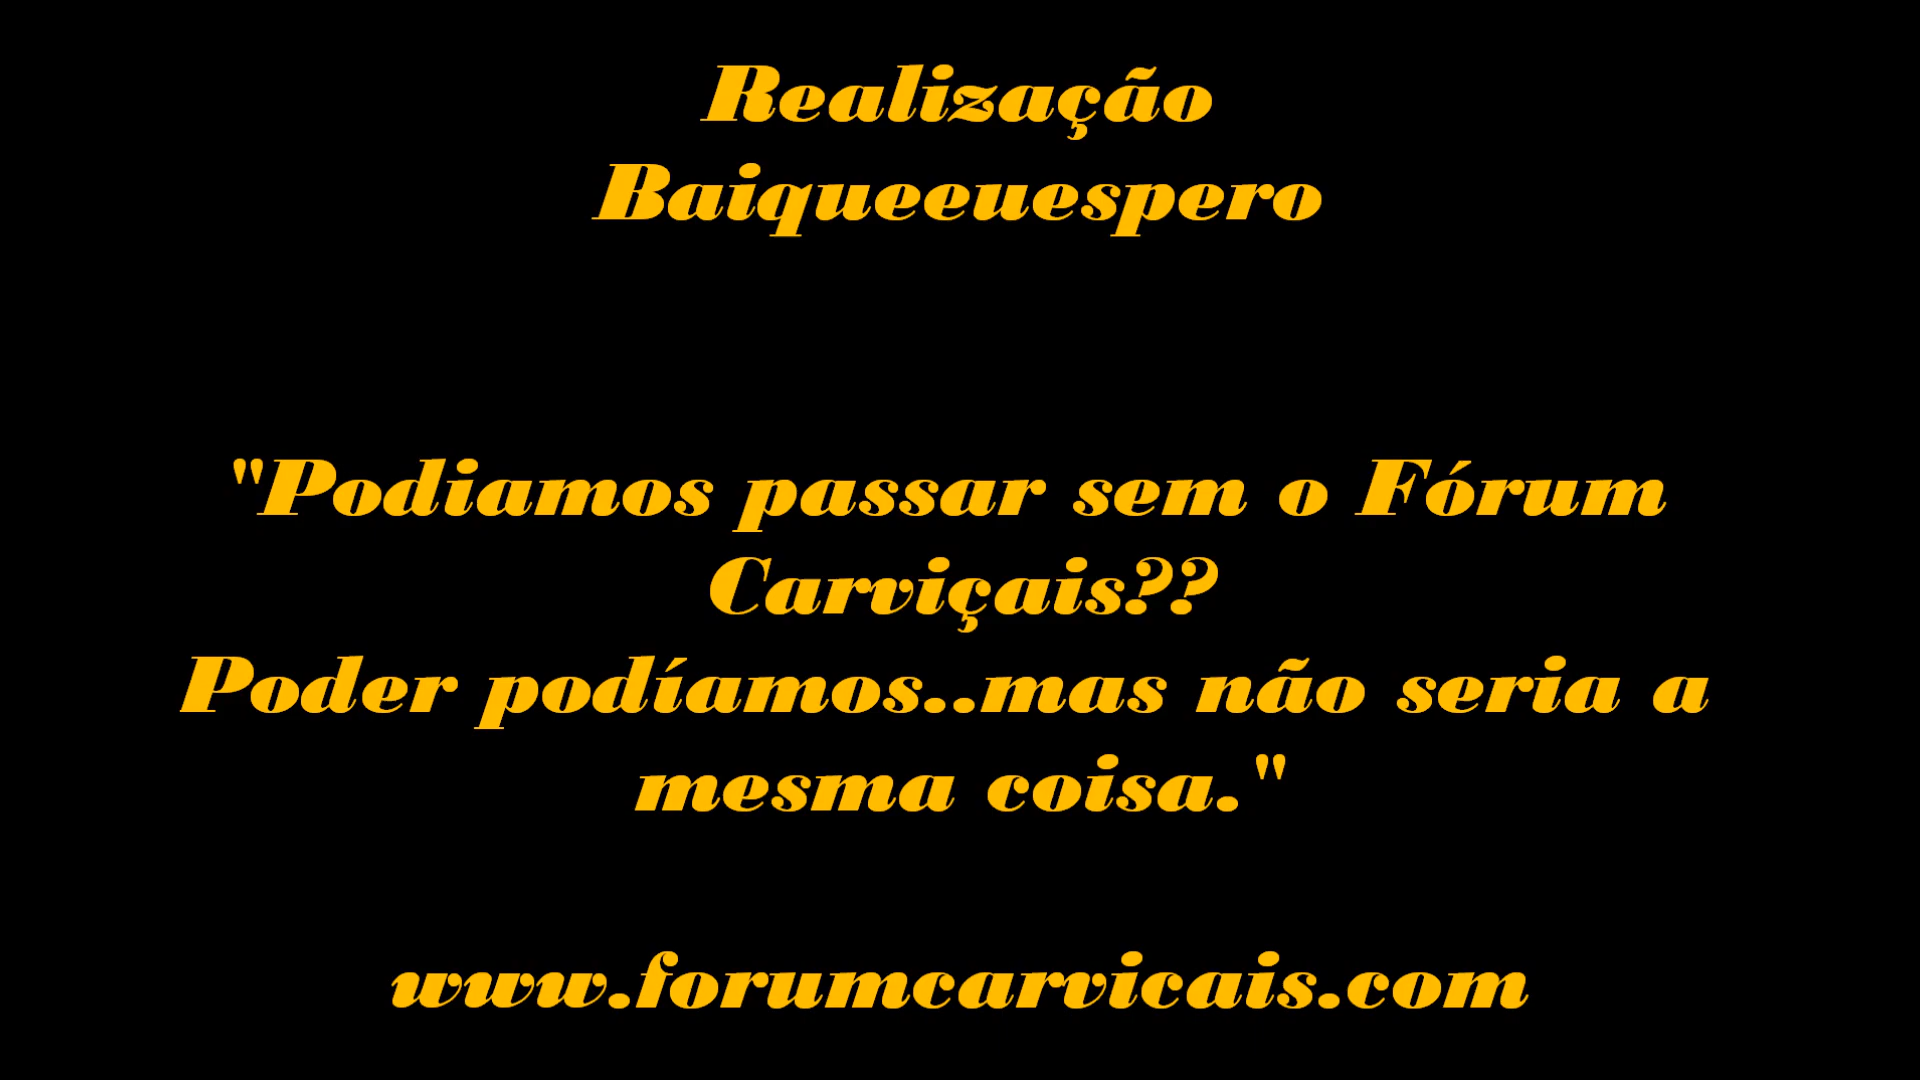 Realização
Baiqueeuespero
"Podiamos passar sem o Fórum
Carviçais??
Poder podíamos..mas não seria a
mesma coisa."
www.forumcarvicais.com